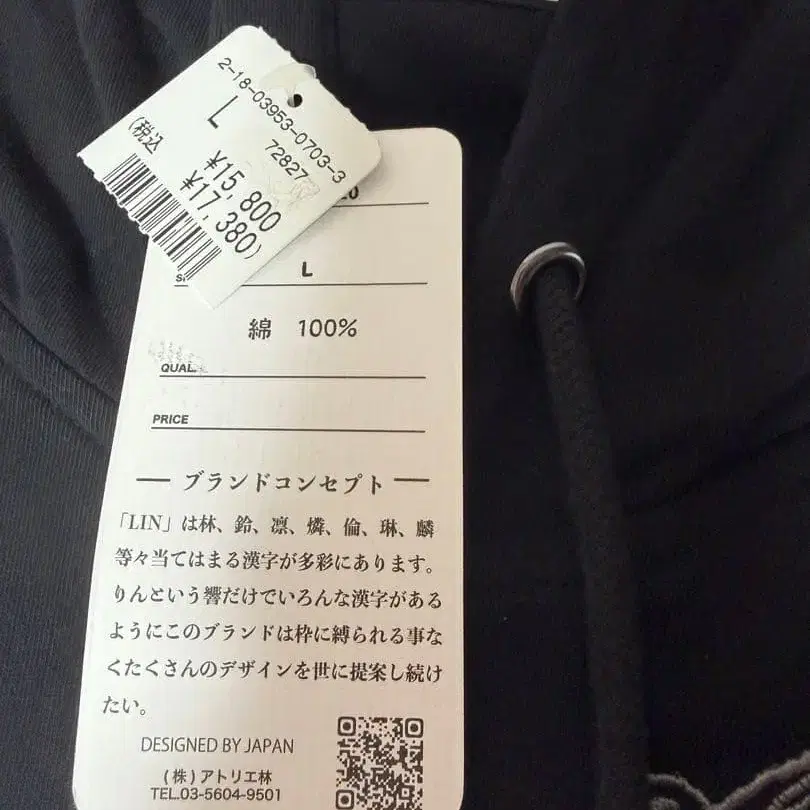 2-18-03953-0703-3
L 72827
¥15,800
(税込 ¥17,380)
L
綿 100%
QUAL
PRICE
ブランドコンセプト
「LIN」は林、鈴、凛、燐、倫、琳、麟
等々当てはまる漢字が多彩にあります。
りんという響だけでいろんな漢字がある
ようにこのブランドは枠に縛られる事な
くたくさんのデザインを世に提案し続け
たい。
DESIGNED BY JAPAN
(株)アトリエ林
TEL.03-5604-9501